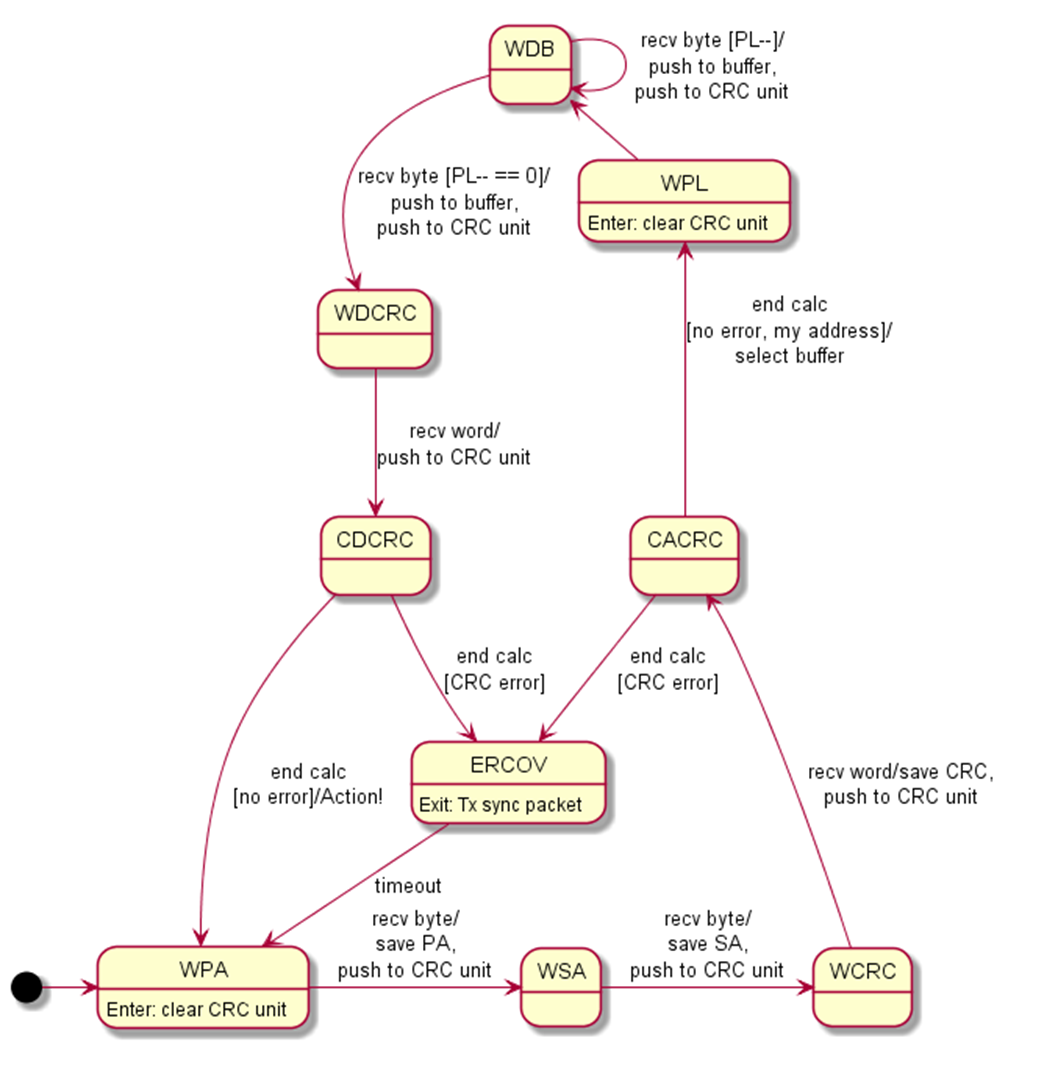 WDB
recv byte [PL--]/
push to buffer,
push to CRC unit
recv byte [PL-- == 0]/
push to buffer,
push to CRC unit
WPL
Enter: clear CRC unit
WDCRC
end calc
[no error, my address]/
select buffer
recv word/
push to CRC unit
CDCRC
CACRC
end calc
[CRC error]
end calc
[CRC error]
ERCOV
Exit: Tx sync packet
end calc
[no error]/Action!
recv word/save CRC,
push to CRC unit
timeout
recv byte/
save PA,
push to CRC unit
recv byte/
save SA,
push to CRC unit
WPA
Enter: clear CRC unit
WSA
WCRC